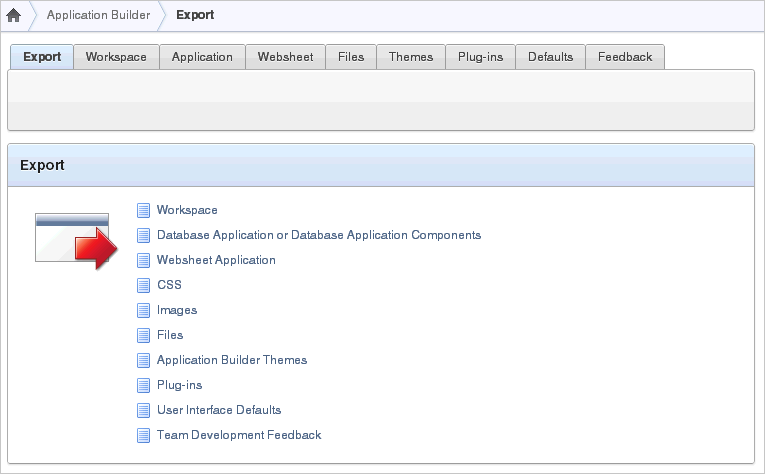 Application Builder Export
Export Workspace Application Websheet Files Themes Plug-ins Defaults Feedback
Export
Workspace
Database Application or Database Application Components
Websheet Application
CSS
Images
Files
Application Builder Themes
Plug-ins
User Interface Defaults
Team Development Feedback